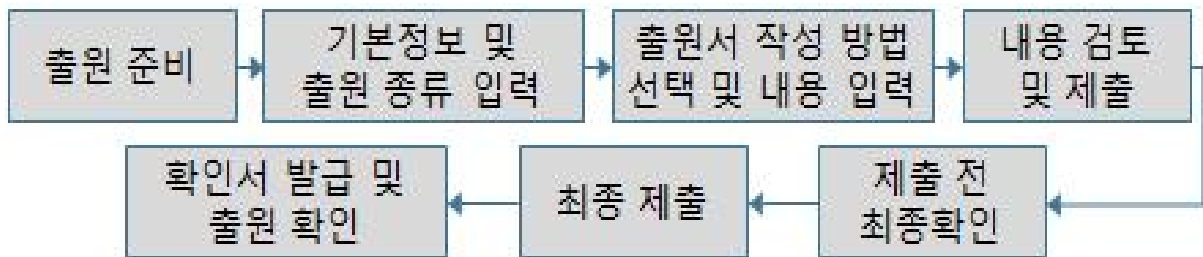 출원 준비
기본정보 및
출원 종류 입력
출원서 작성 방법
선택 및 내용 입력
내용 검토
및 제출
제출 전
최종확인
최종 제출
확인서 발급 및
출원 확인